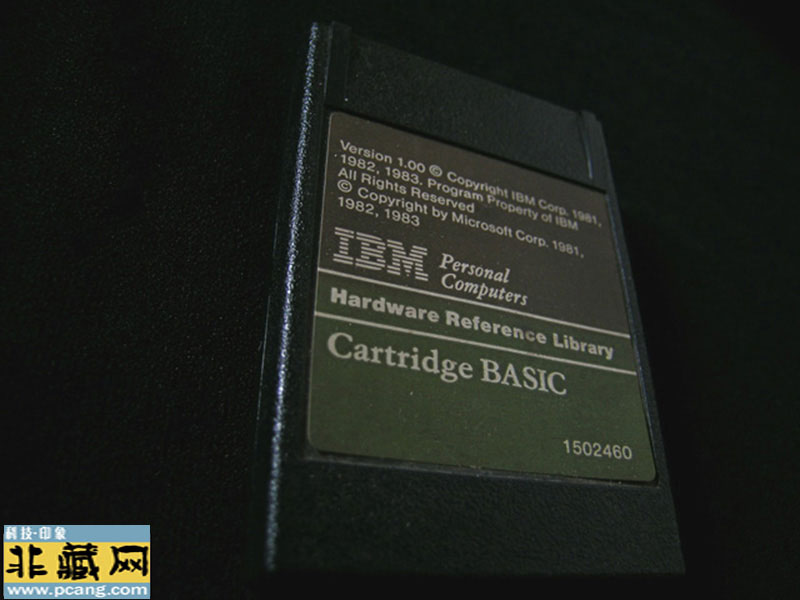 Version 1.00 © Copyright IBM Corp. 1981,
1982, 1983. Program Property of IBM
All Rights Reserved
© Copyright by Microsoft Corp. 1981,
1982, 1983
IBM Personal
Computers
Hardware Reference Library
Cartridge BASIC
1502460
科技·印象
非藏网
www.pcang.com